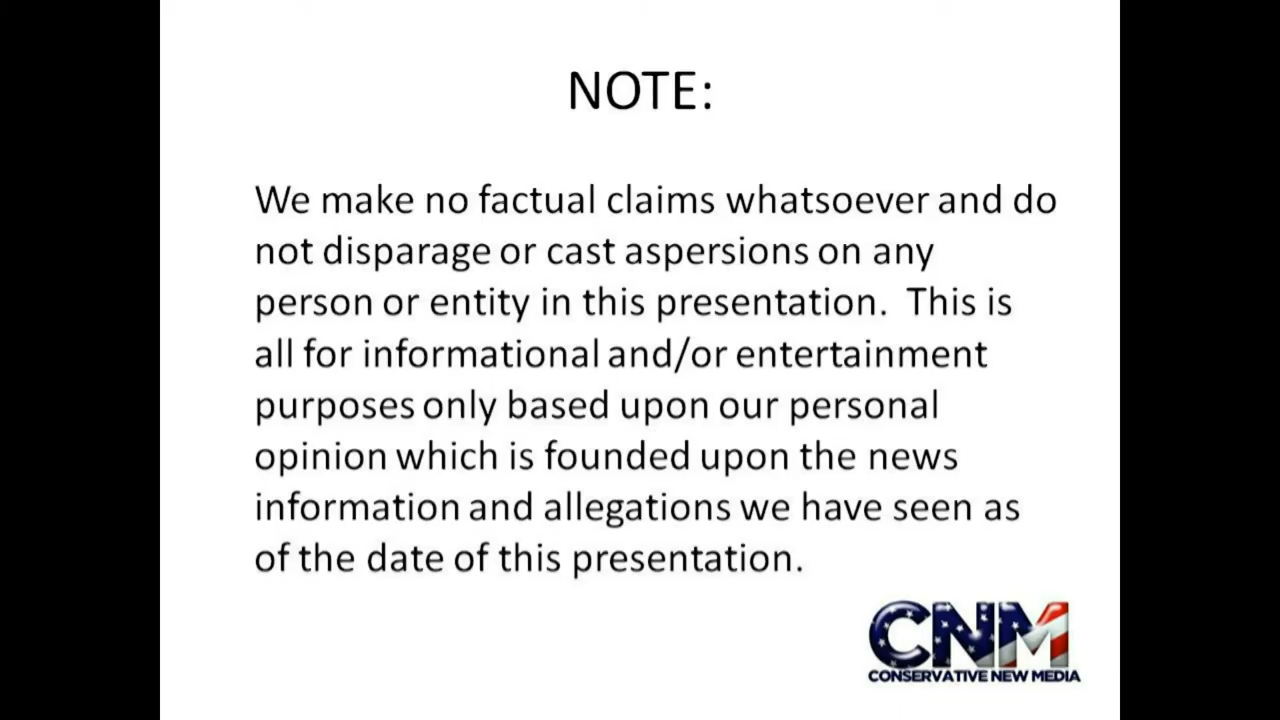 NOTE:
We make no factual claims whatsoever and do
not disparage or cast aspersions on any
person or entity in this presentation.  This is
all for informational and/or entertainment
purposes only based upon our personal
opinion which is founded upon the news
information and allegations we have seen as
of the date of this presentation.
CNM
CONSERVATIVE NEW MEDIA